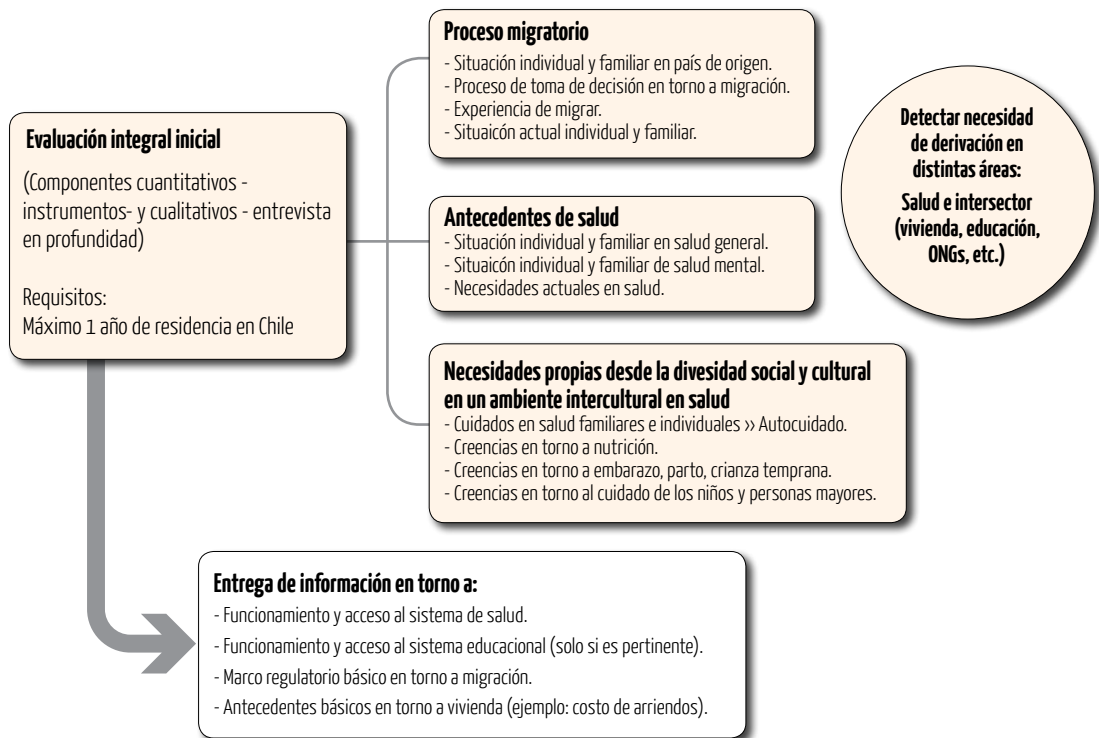 Evaluación integral inicial
(Componentes cuantitativos -
instrumentos- y cualitativos - entrevista
en profundidad)
Requisitos:
Máximo 1 año de residencia en Chile
Proceso migratorio
- Situación individual y familiar en país de origen.
- Proceso de toma de decisión en torno a migración.
- Experiencia de migrar.
- Situaicón actual individual y familiar.
Antecedentes de salud
- Situación individual y familiar en salud general.
- Situaicón individual y familiar de salud mental.
- Necesidades actuales en salud.
Necesidades propias desde la divesidad social y cultural
en un ambiente intercultural en salud
- Cuidados en salud familiares e individuales ›› Autocuidado.
- Creencias en torno a nutrición.
- Creencias en torno a embarazo, parto, crianza temprana.
- Creencias en torno al cuidado de los niños y personas mayores.
Detectar necesidad
de derivación en
distintas áreas:
Salud e intersector
(vivienda, educación,
ONGs, etc.)
Entrega de información en torno a:
- Funcionamiento y acceso al sistema de salud.
- Funcionamiento y acceso al sistema educacional (solo si es pertinente).
- Marco regulatorio básico en torno a migración.
- Antecedentes básicos en torno a vivienda (ejemplo: costo de arriendos).